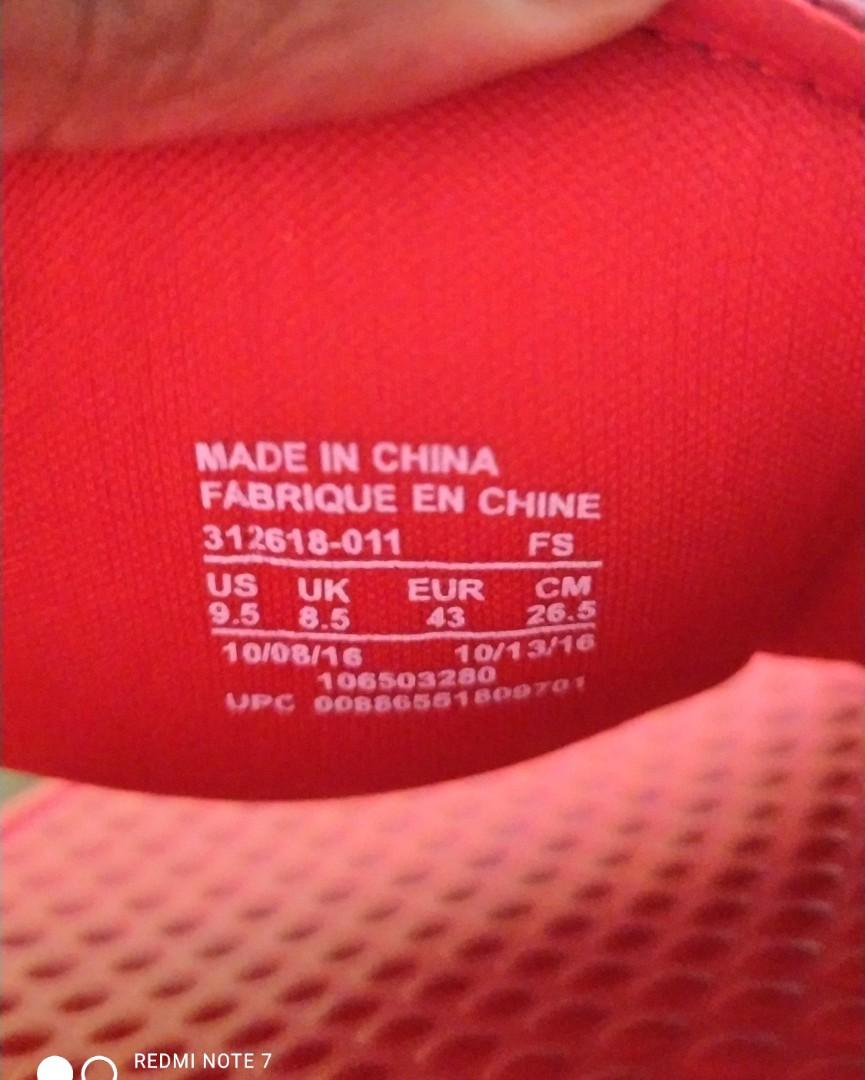 MADE IN CHINA
FABRIQUE EN CHINE
312618-011 FS
US UK EUR CM
9.5 8.5 43 26.5
10/08/16 10/13/16
106503280
UPC
REDMI NOTE 7